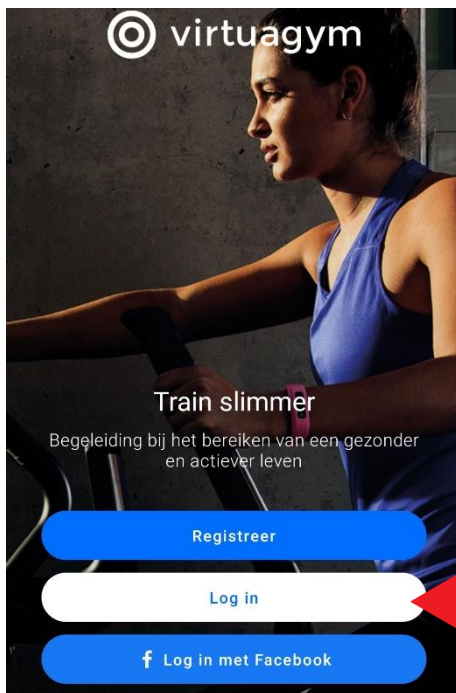 virtuagym
Train slimmer
Begeleiding bij het bereiken van een gezonder
en actiever leven
Registreer
Log in
f Log in met Facebook